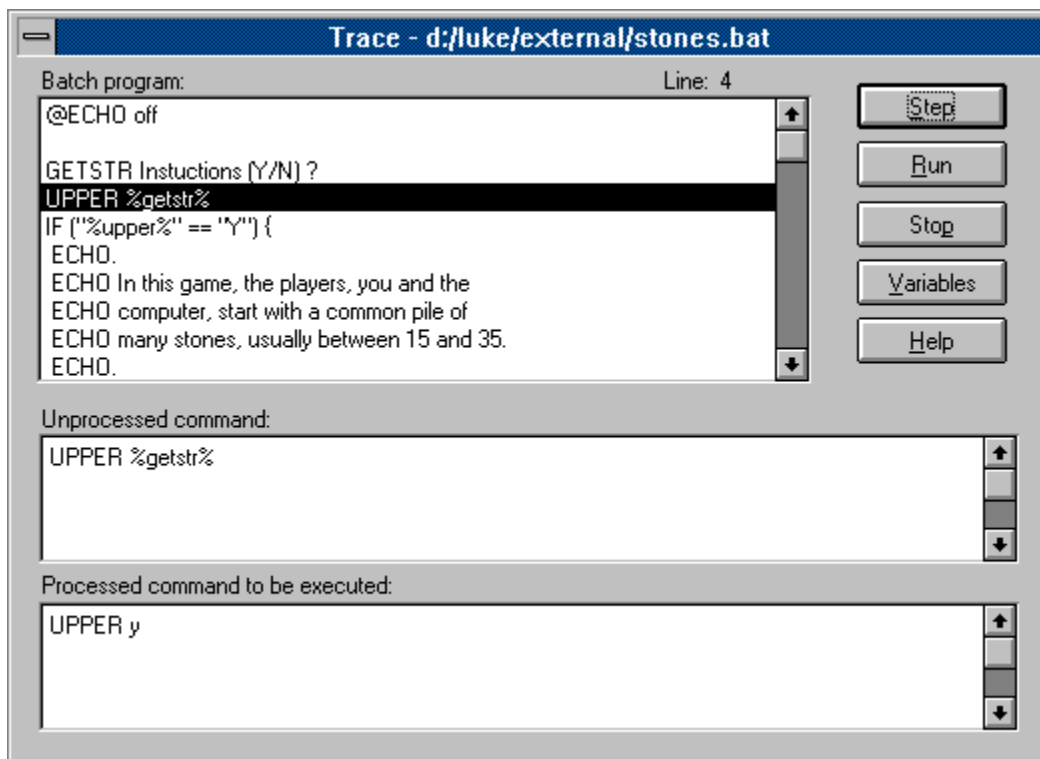 Trace - d:/luke/external/stones.bat
Batch program: Line: 4
@ECHO off
GETSTR Instuctions (Y/N) ?
UPPER %getstr%
IF ("%upper%" == "Y") {
ECHO.
ECHO In this game, the players, you and the
ECHO computer, start with a common pile of
ECHO many stones, usually between 15 and 35.
ECHO.
Step
Run
Stop
Variables
Help
Unprocessed command:
UPPER %getstr%
Processed command to be executed:
UPPER y